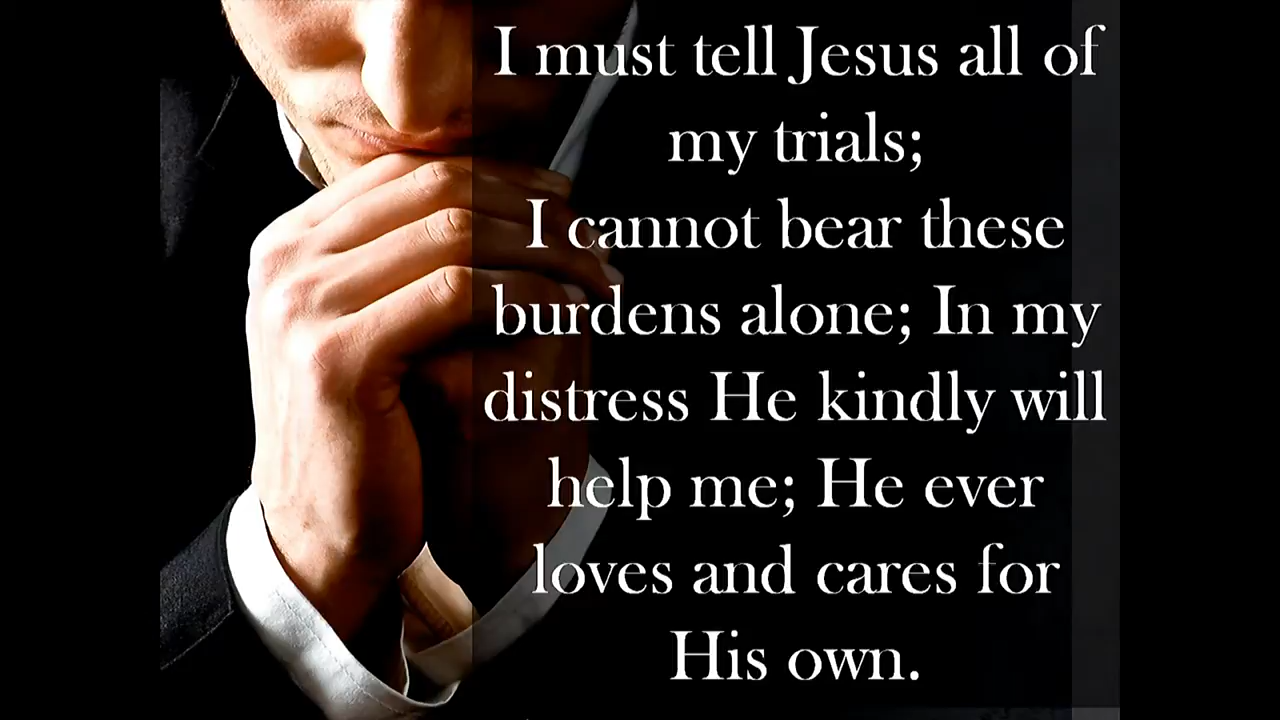 I must tell Jesus all of
my trials;
I cannot bear these
burdens alone; In my
distress He kindly will
help me; He ever
loves and cares for
His own.